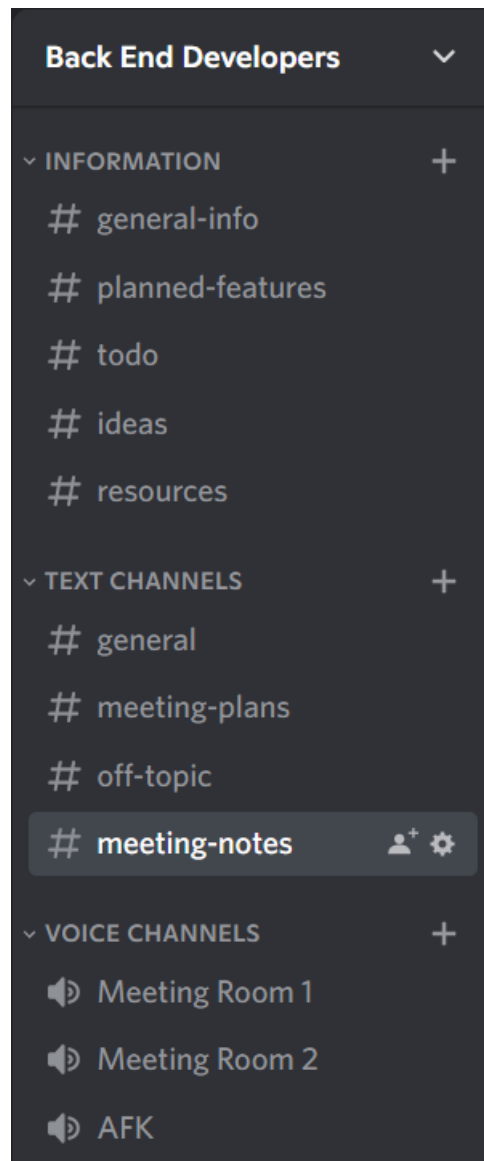 Back End Developers
INFORMATION
# general-info
# planned-features
# todo
# ideas
# resources
TEXT CHANNELS
# general
# meeting-plans
# off-topic
# meeting-notes
VOICE CHANNELS
Meeting Room 1
Meeting Room 2
AFK